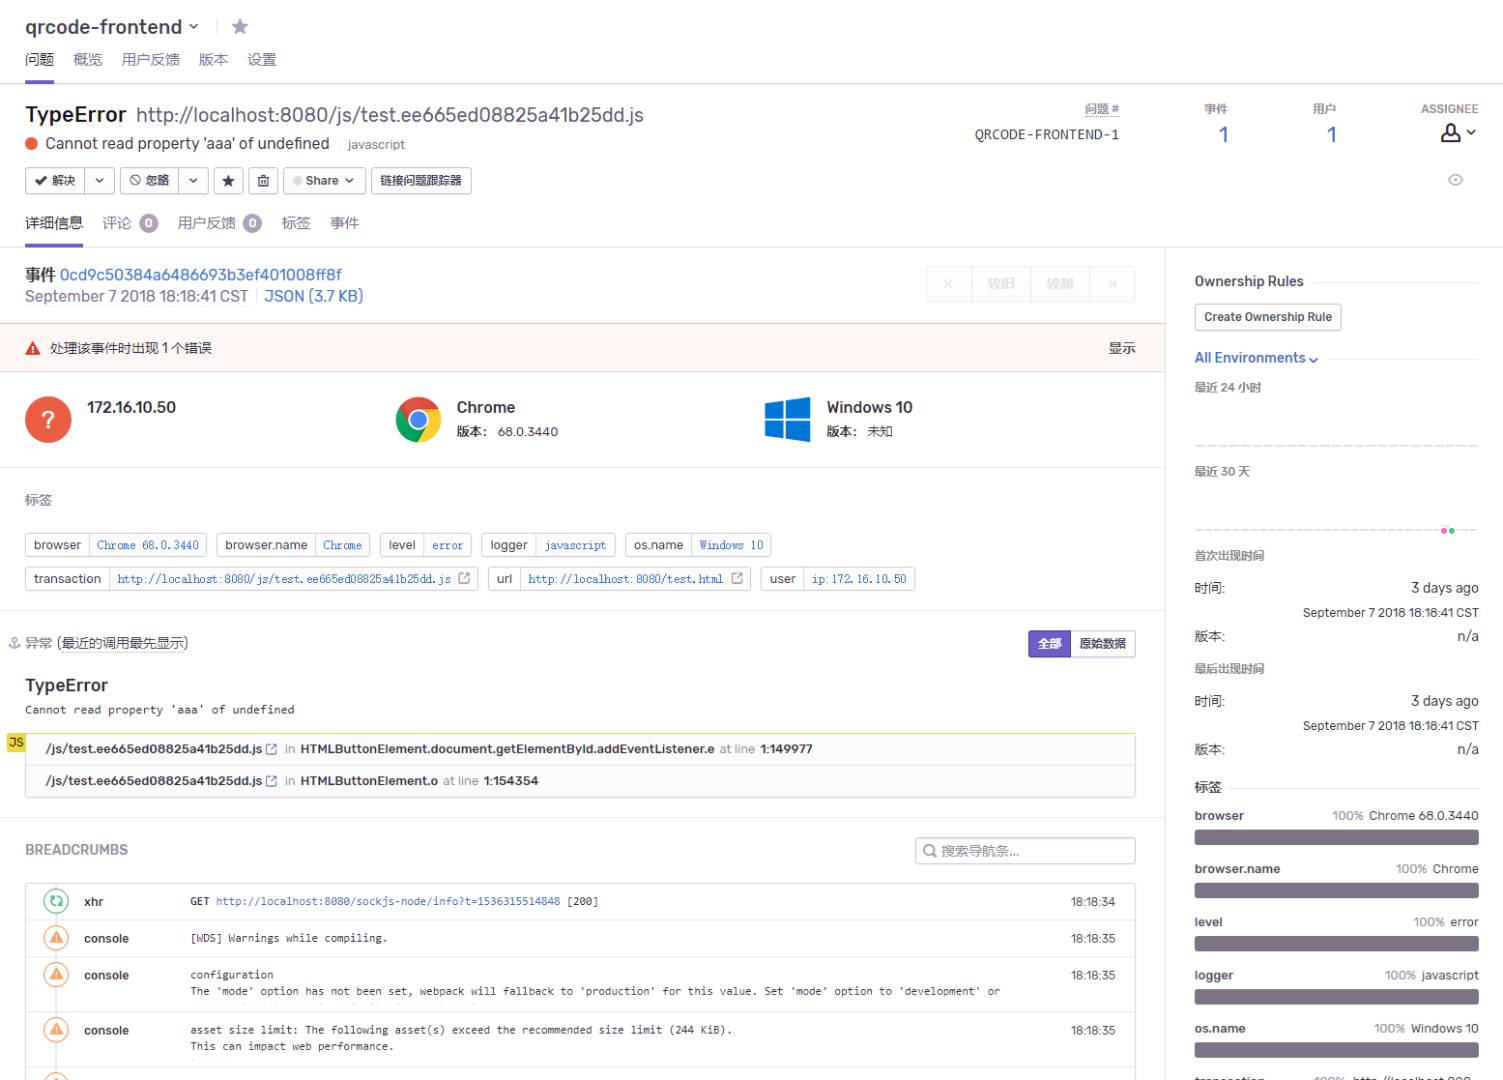 qrcode-frontend
问题 概览 用户反馈 版本 设置
TypeError http://localhost:8080/js/test.ee665ed08825a41b25dd.js
Cannot read property 'aaa' of undefined javascript
问题 # 事件 用户 ASSIGNEE
QRCODE-FRONTEND-1 1 1
解决 忽略 Share 链接问题跟踪器
详细信息 评论 0 用户反馈 0 标签 事件
事件 0cd9c50384a6486693b3ef401008ff8f
September 7 2018 18:18:41 CST JSON (3.7 KB)
较旧 较新
处理该事件时出现 1 个错误 显示
? 172.16.10.50
Chrome
版本： 68.0.3440
Windows 10
版本： 未知
标签
browser Chrome 68.0.3440 browser.name Chrome level error logger javascript os.name Windows 10
transaction http://localhost:8080/js/test.ee665ed08825a41b25dd.js url http://localhost:8080/test.html user ip:172.16.10.50
异常 (最近的调用最先显示) 全部 原始数据
TypeError
Cannot read property 'aaa' of undefined
JS
/js/test.ee665ed08825a41b25dd.js in HTMLButtonElement.document.getElementById.addEventListener.e at line 1:149977
/js/test.ee665ed08825a41b25dd.js in HTMLButtonElement.o at line 1:154354
BREADCRUMBS 搜索导航条...
xhr GET http://localhost:8080/sockjs-node/info?t=1536315514848 [200] 18:18:34
console [WDS] Warnings while compiling. 18:18:35
console configuration 18:18:35
The 'mode' option has not been set, webpack will fallback to 'production' for this value. Set 'mode' option to 'development' or
console asset size limit: The following asset(s) exceed the recommended size limit (244 KiB). 18:18:35
This can impact web performance.
Ownership Rules
Create Ownership Rule
All Environments
最近 24 小时
最近 30 天
首次出现时间
时间: 3 days ago
September 7 2018 18:18:41 CST
版本: n/a
最后出现时间
时间: 3 days ago
September 7 2018 18:18:41 CST
版本: n/a
标签
browser 100% Chrome 68.0.3440
browser.name 100% Chrome
level 100% error
logger 100% javascript
os.name 100% Windows 10